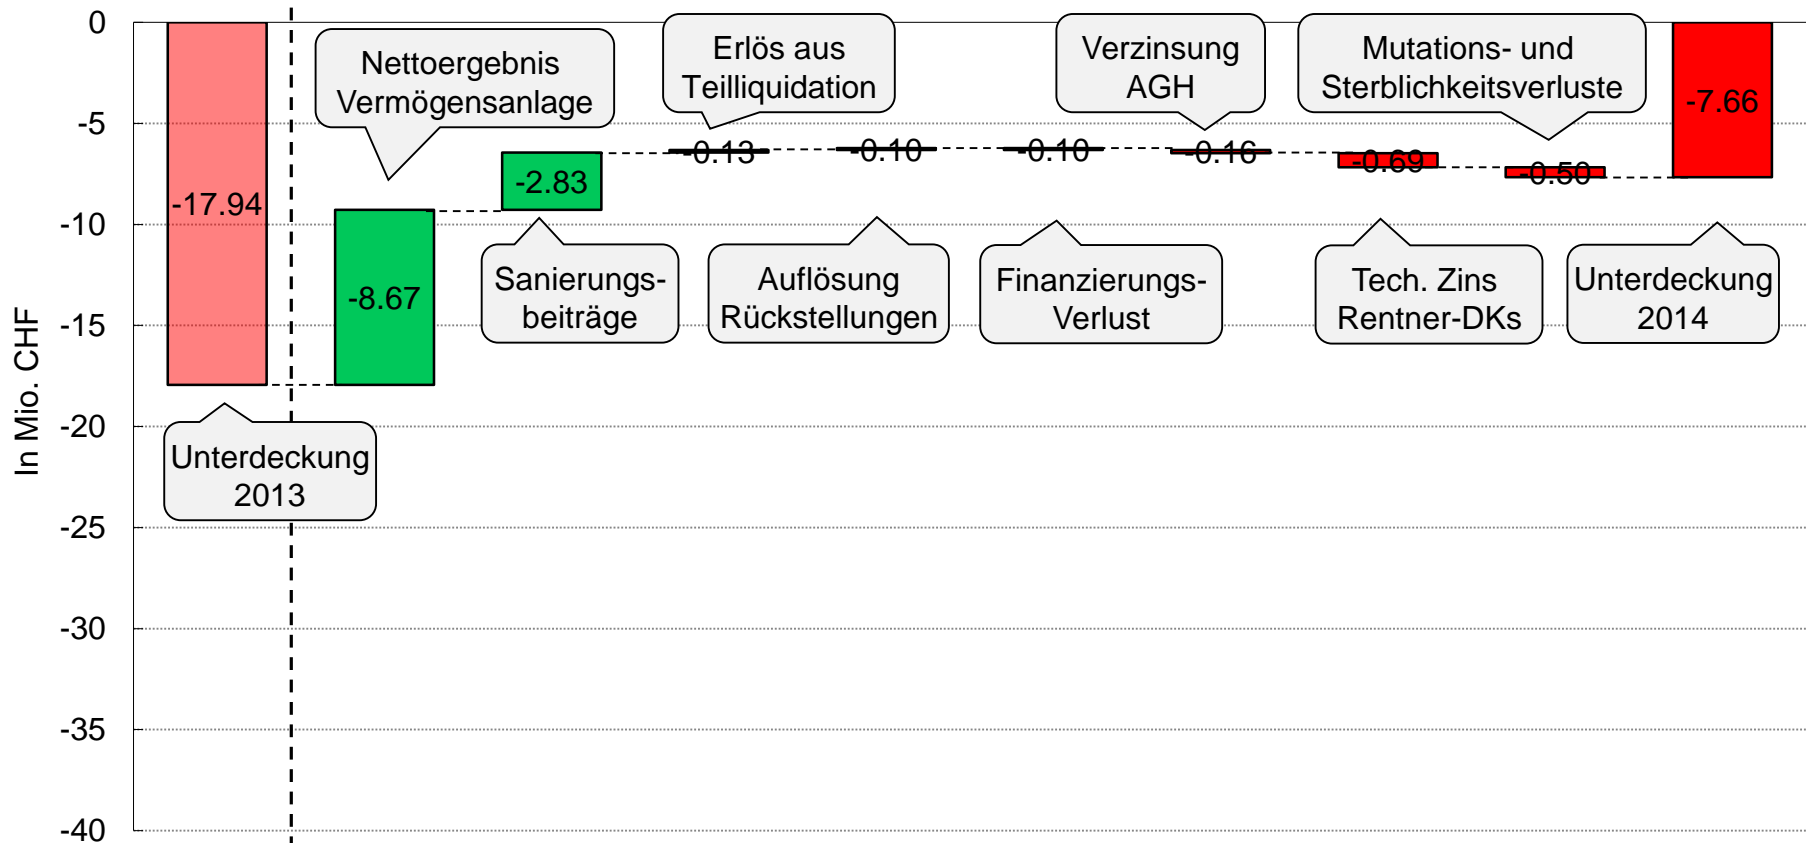 0
-5
-10
-15
-20
-25
-30
-35
-40
In Mio. CHF
-17.94
Unterdeckung
2013
Nettoergebnis
Vermögensanlage
-8.67
-2.83
Sanierungs-
beiträge
Erlös aus
Teilliquidation
-0.13
-0.10
Auflösung
Rückstellungen
-0.10
Finanzierungs-
Verlust
Verzinsung
AGH
-0.16
-0.69
Tech. Zins
Rentner-DKs
Mutations- und
Sterblichkeitsverluste
-0.50
-7.66
Unterdeckung
2014